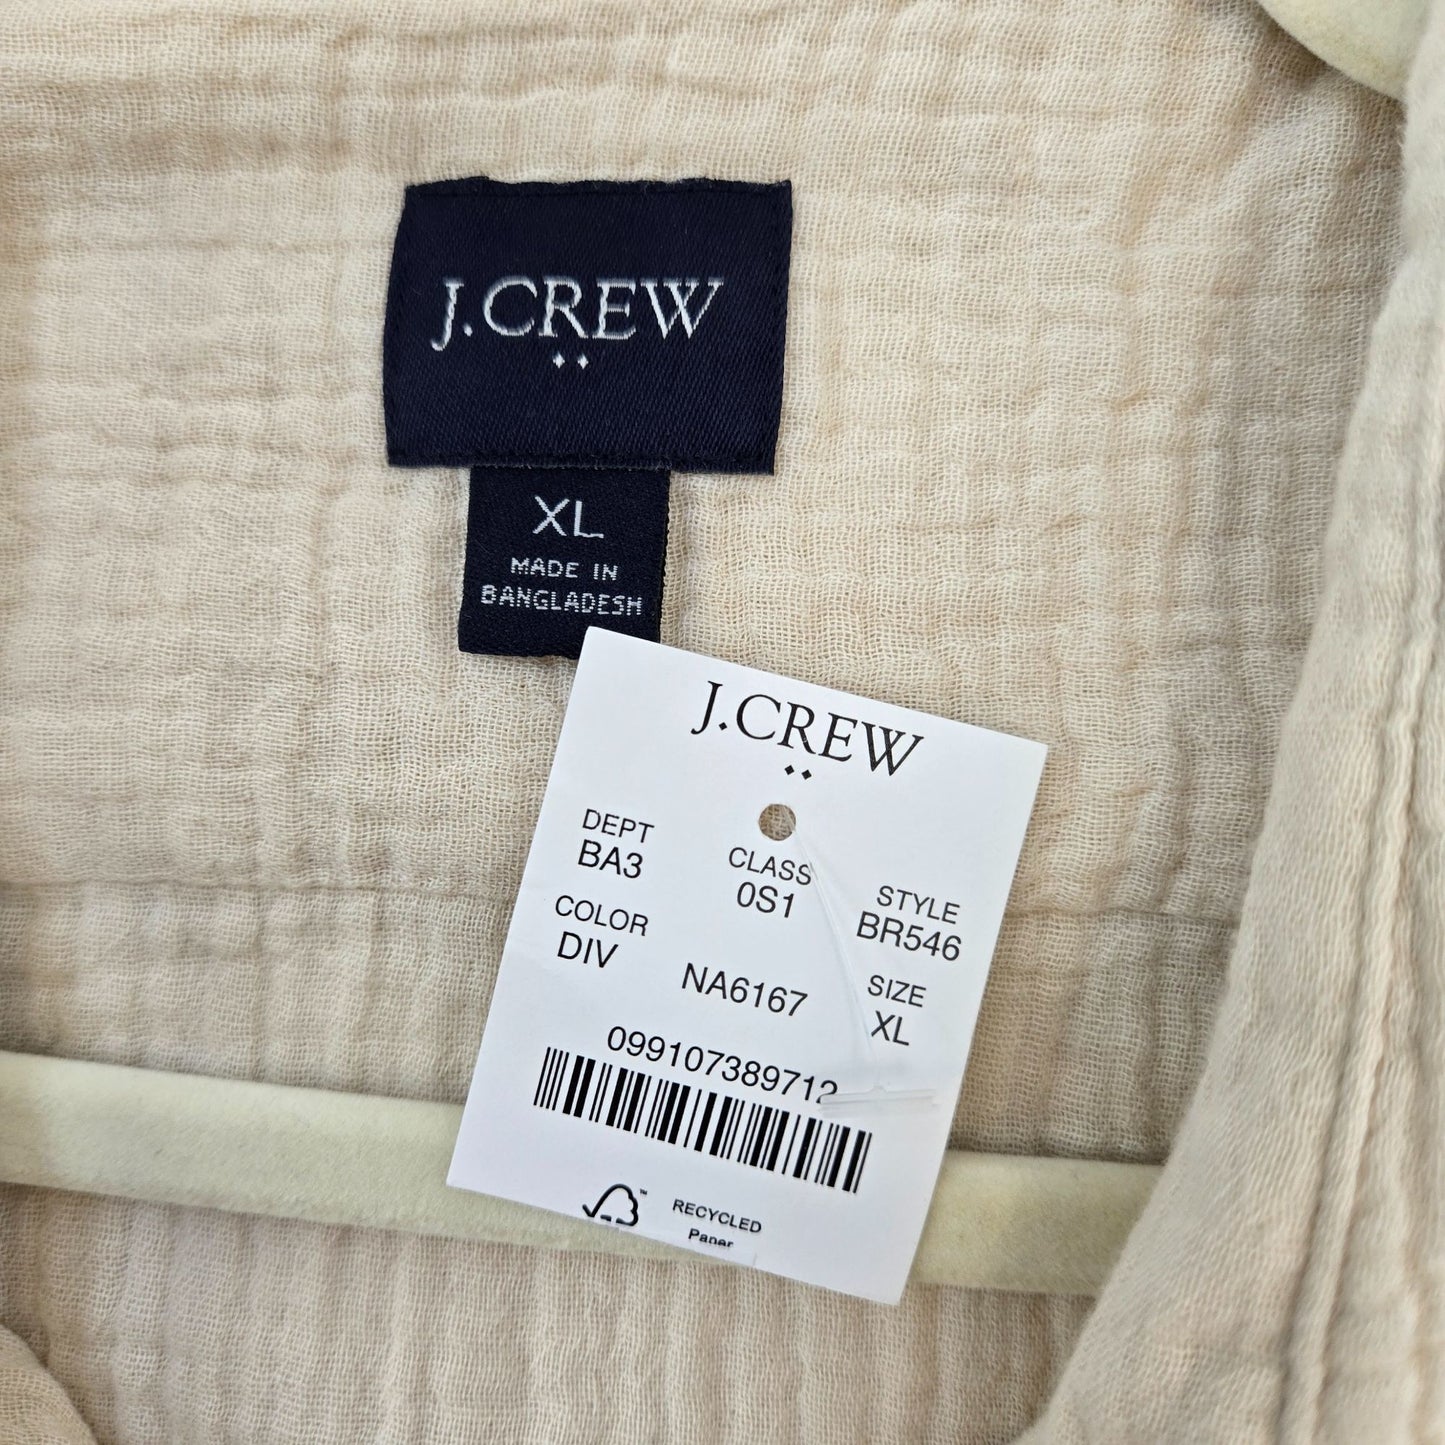 J.CREW
XL
MADE IN
BANGLADESH
J.CREW
DEPT CLASS STYLE
BA3 0S1 BR546
COLOR SIZE
DIV NA6167 XL
099107389712
RECYCLED
Paper